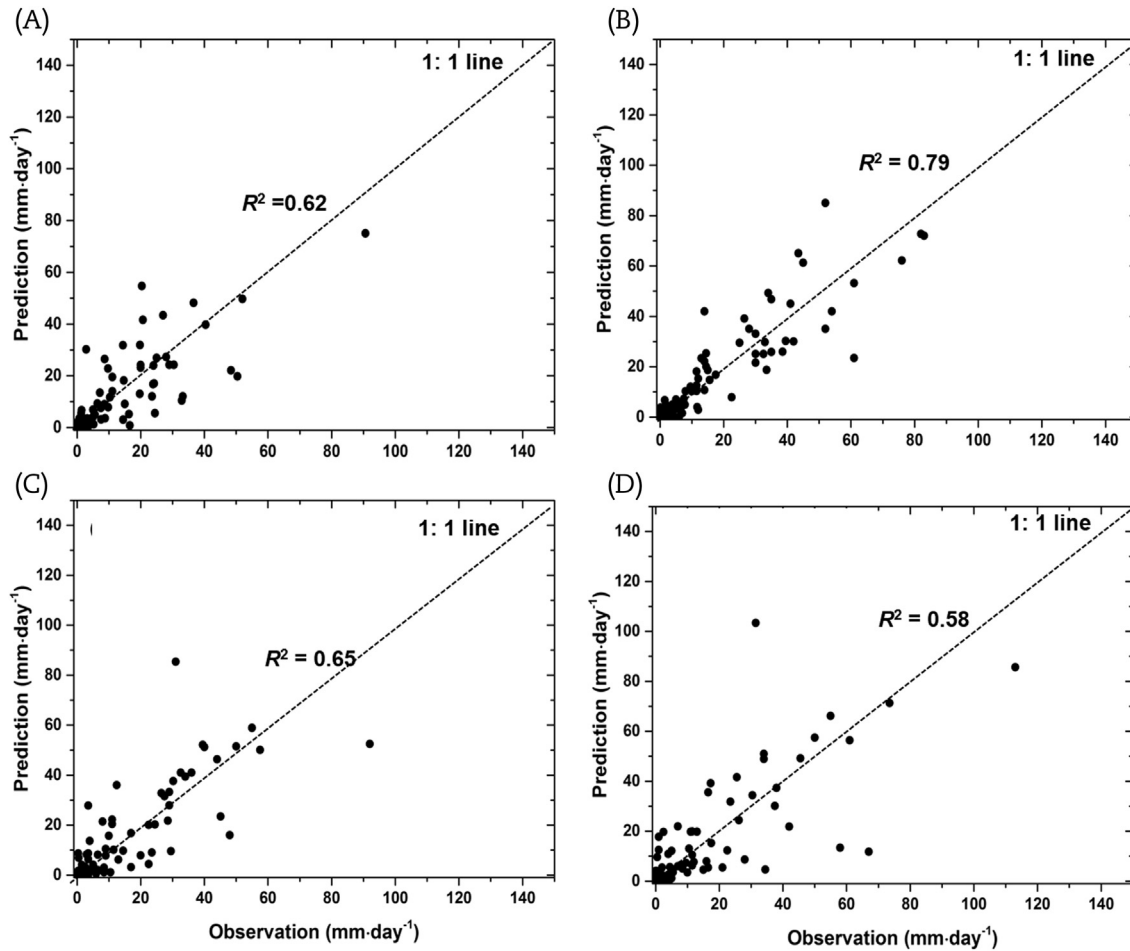 (A)
1: 1 line
R² =0.62
Prediction (mm·day⁻¹)
140
120
100
80
60
40
20
0
0 20 40 60 80 100 120 140
(B)
1: 1 line
R² = 0.79
Prediction (mm·day⁻¹)
140
120
100
80
60
40
20
0
0 20 40 60 80 100 120 140
(C)
(
1: 1 line
R² = 0.65
Prediction (mm·day⁻¹)
140
120
100
80
60
40
20
0
0 20 40 60 80 100 120 140
Observation (mm·day⁻¹)
(D)
1: 1 line
R² = 0.58
Prediction (mm·day⁻¹)
140
120
100
80
60
40
20
0
0 20 40 60 80 100 120 140
Observation (mm·day⁻¹)